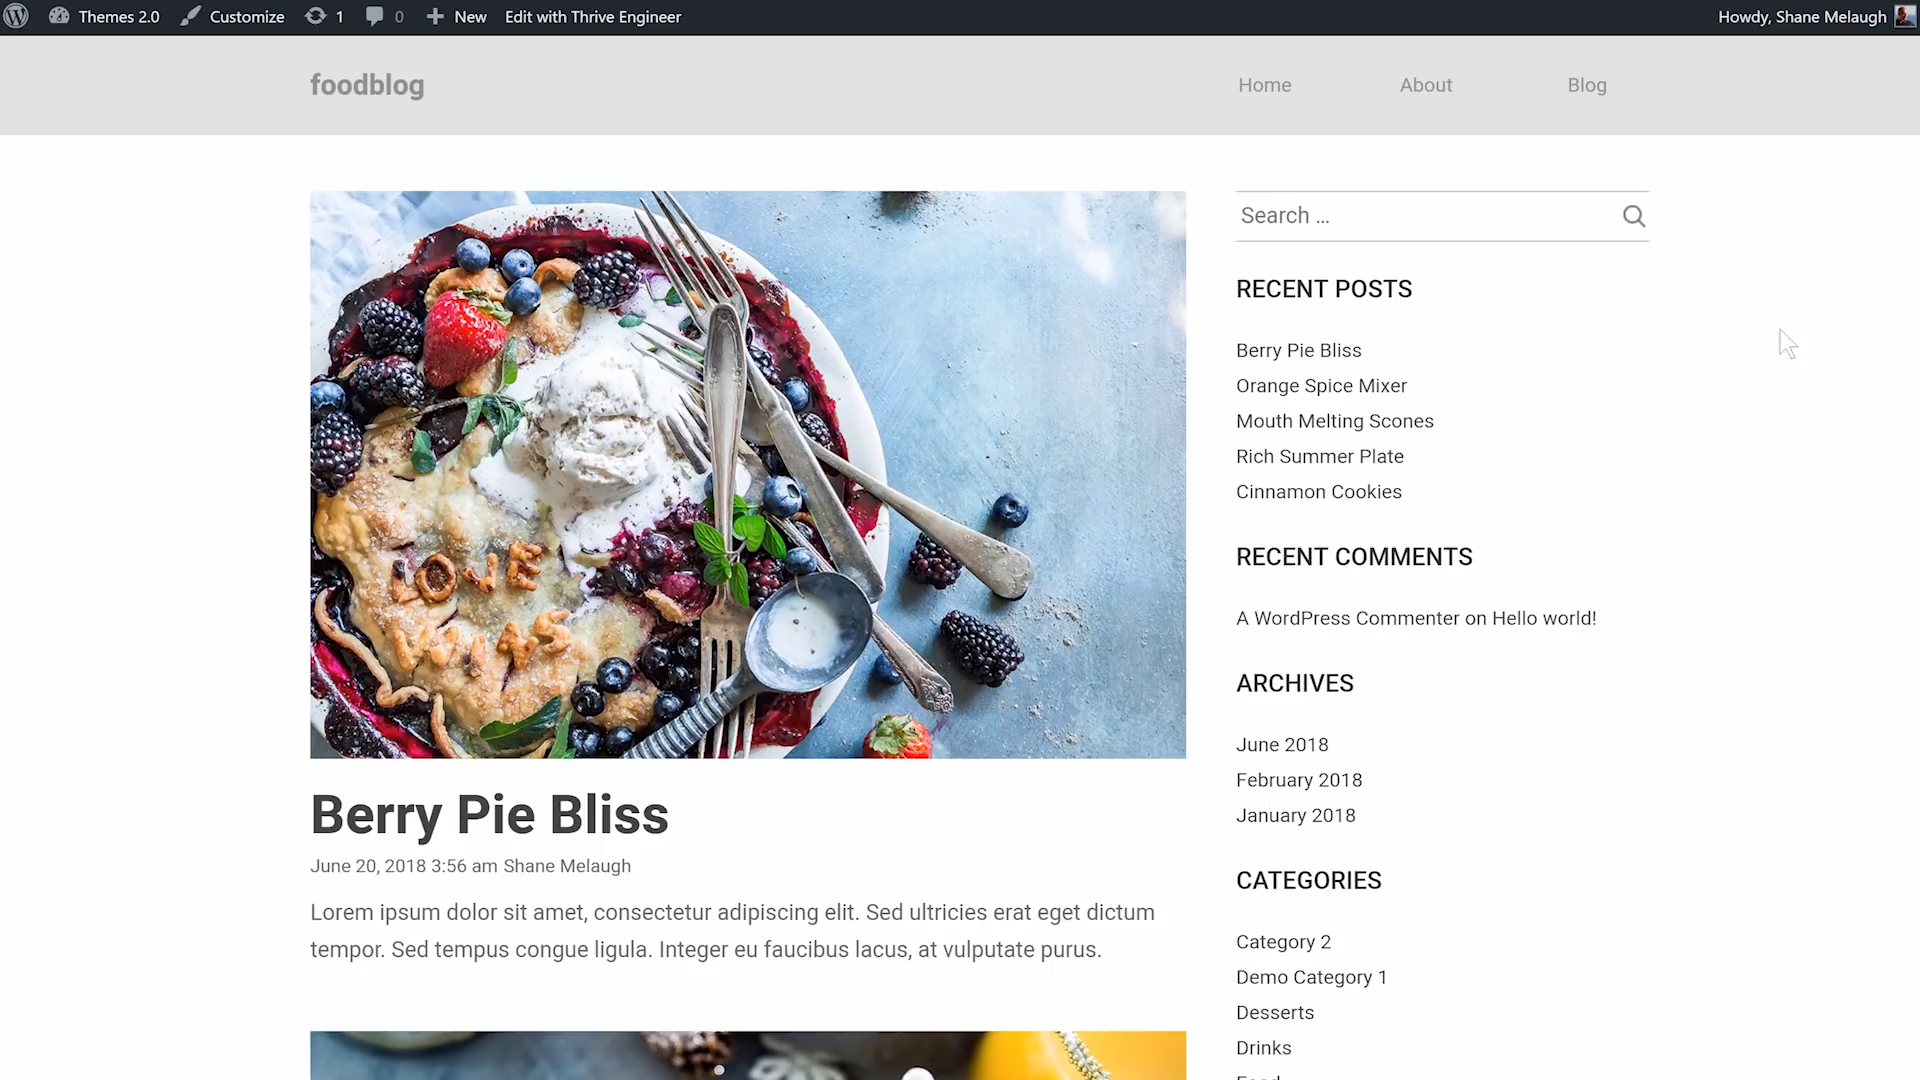 Themes 2.0 Customize 1 0 New Edit with Thrive Engineer Howdy, Shane Melaugh
foodblog Home About Blog
Search ...
RECENT POSTS
Berry Pie Bliss
Orange Spice Mixer
Mouth Melting Scones
Rich Summer Plate
Cinnamon Cookies
RECENT COMMENTS
A WordPress Commenter on Hello world!
ARCHIVES
June 2018
February 2018
January 2018
CATEGORIES
Category 2
Demo Category 1
Desserts
Drinks
LOVE
WINS
Berry Pie Bliss
June 20, 2018 3:56 am Shane Melaugh
Lorem ipsum dolor sit amet, consectetur adipiscing elit. Sed ultricies erat eget dictum
tempor. Sed tempus congue ligula. Integer eu faucibus lacus, at vulputate purus.